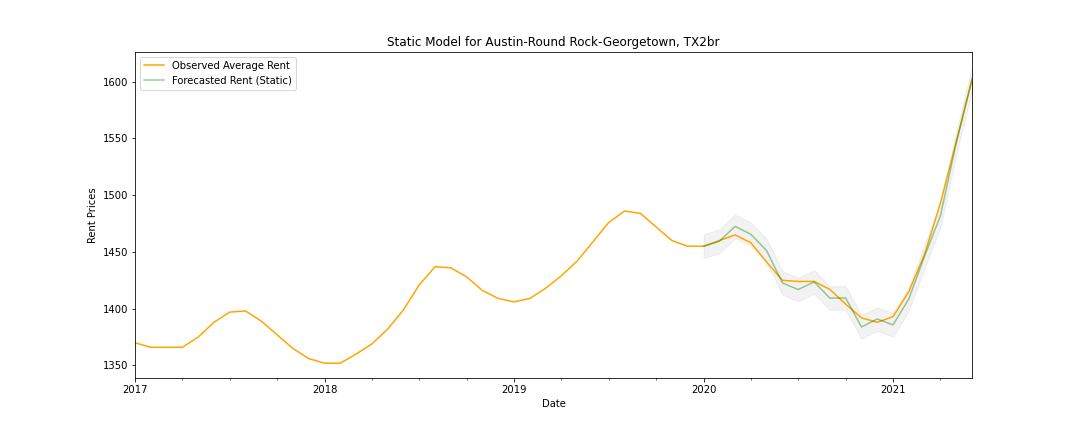 Static Model for Austin-Round Rock-Georgetown, TX2br
Observed Average Rent
Forecasted Rent (Static)
1600
1550
1500
1450
1400
1350
Rent Prices
2017 2018 2019 2020 2021
Date